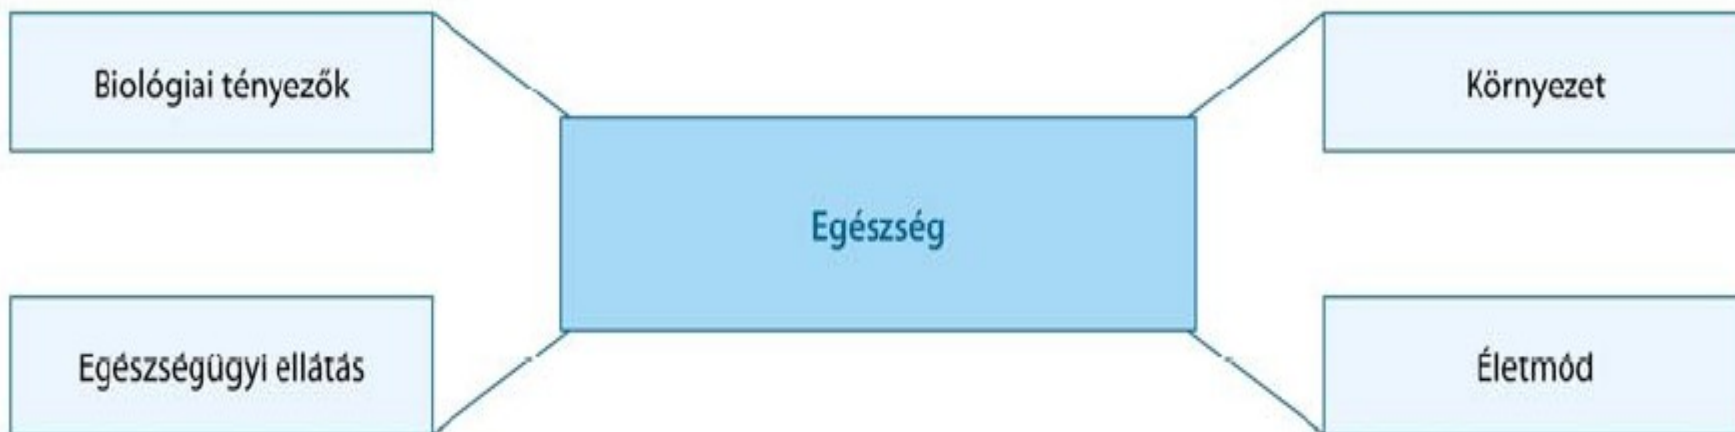 Biológiai tényezők
Környezet
Egészség
Egészségügyi ellátás
Életmód